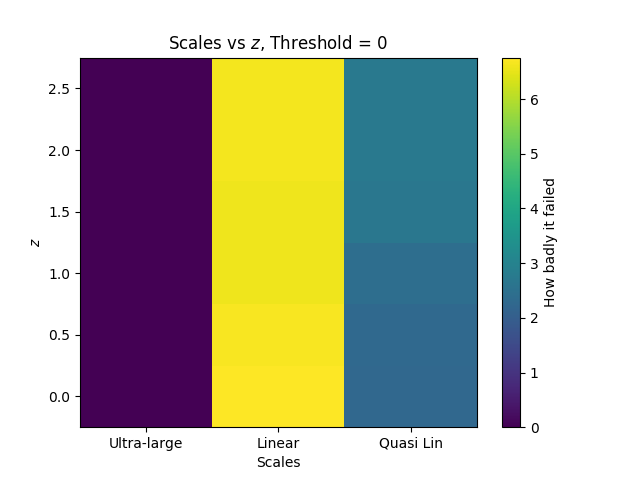 Scales vs z, Threshold = 0
2.5
2.0
1.5
1.0
0.5
0.0
z
Ultra-large
Linear
Quasi Lin
Scales
6
5
4
3
2
1
0
How badly it failed